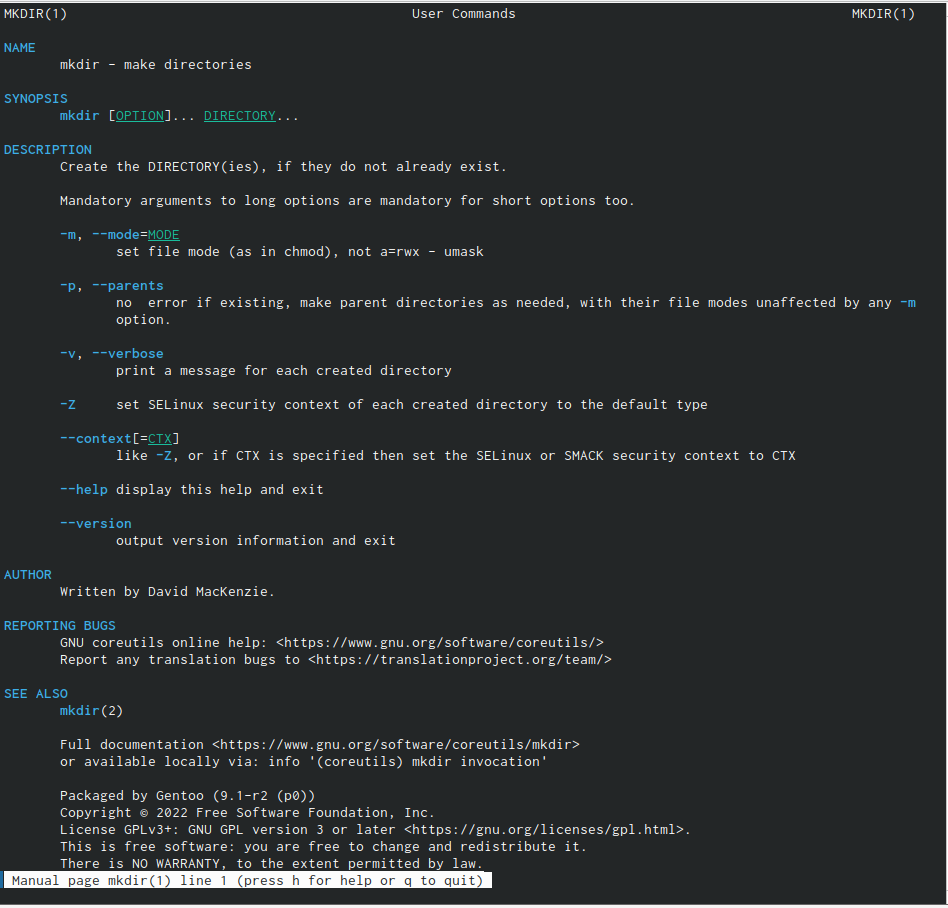 MKDIR(1) User Commands MKDIR(1)
NAME
mkdir - make directories
SYNOPSIS
mkdir [OPTION]... DIRECTORY...
DESCRIPTION
Create the DIRECTORY(ies), if they do not already exist.
Mandatory arguments to long options are mandatory for short options too.
-m, --mode=MODE
set file mode (as in chmod), not a=rwx - umask
-p, --parents
no  error if existing, make parent directories as needed, with their file modes unaffected by any -m
option.
-v, --verbose
print a message for each created directory
-Z     set SELinux security context of each created directory to the default type
--context[=CTX]
like -Z, or if CTX is specified then set the SELinux or SMACK security context to CTX
--help display this help and exit
--version
output version information and exit
AUTHOR
Written by David MacKenzie.
REPORTING BUGS
GNU coreutils online help: <https://www.gnu.org/software/coreutils/>
Report any translation bugs to <https://translationproject.org/team/>
SEE ALSO
mkdir(2)
Full documentation <https://www.gnu.org/software/coreutils/mkdir>
or available locally via: info '(coreutils) mkdir invocation'
Packaged by Gentoo (9.1-r2 (p0))
Copyright © 2022 Free Software Foundation, Inc.
License GPLv3+: GNU GPL version 3 or later <https://gnu.org/licenses/gpl.html>.
This is free software: you are free to change and redistribute it.
There is NO WARRANTY, to the extent permitted by law.
Manual page mkdir(1) line 1 (press h for help or q to quit)